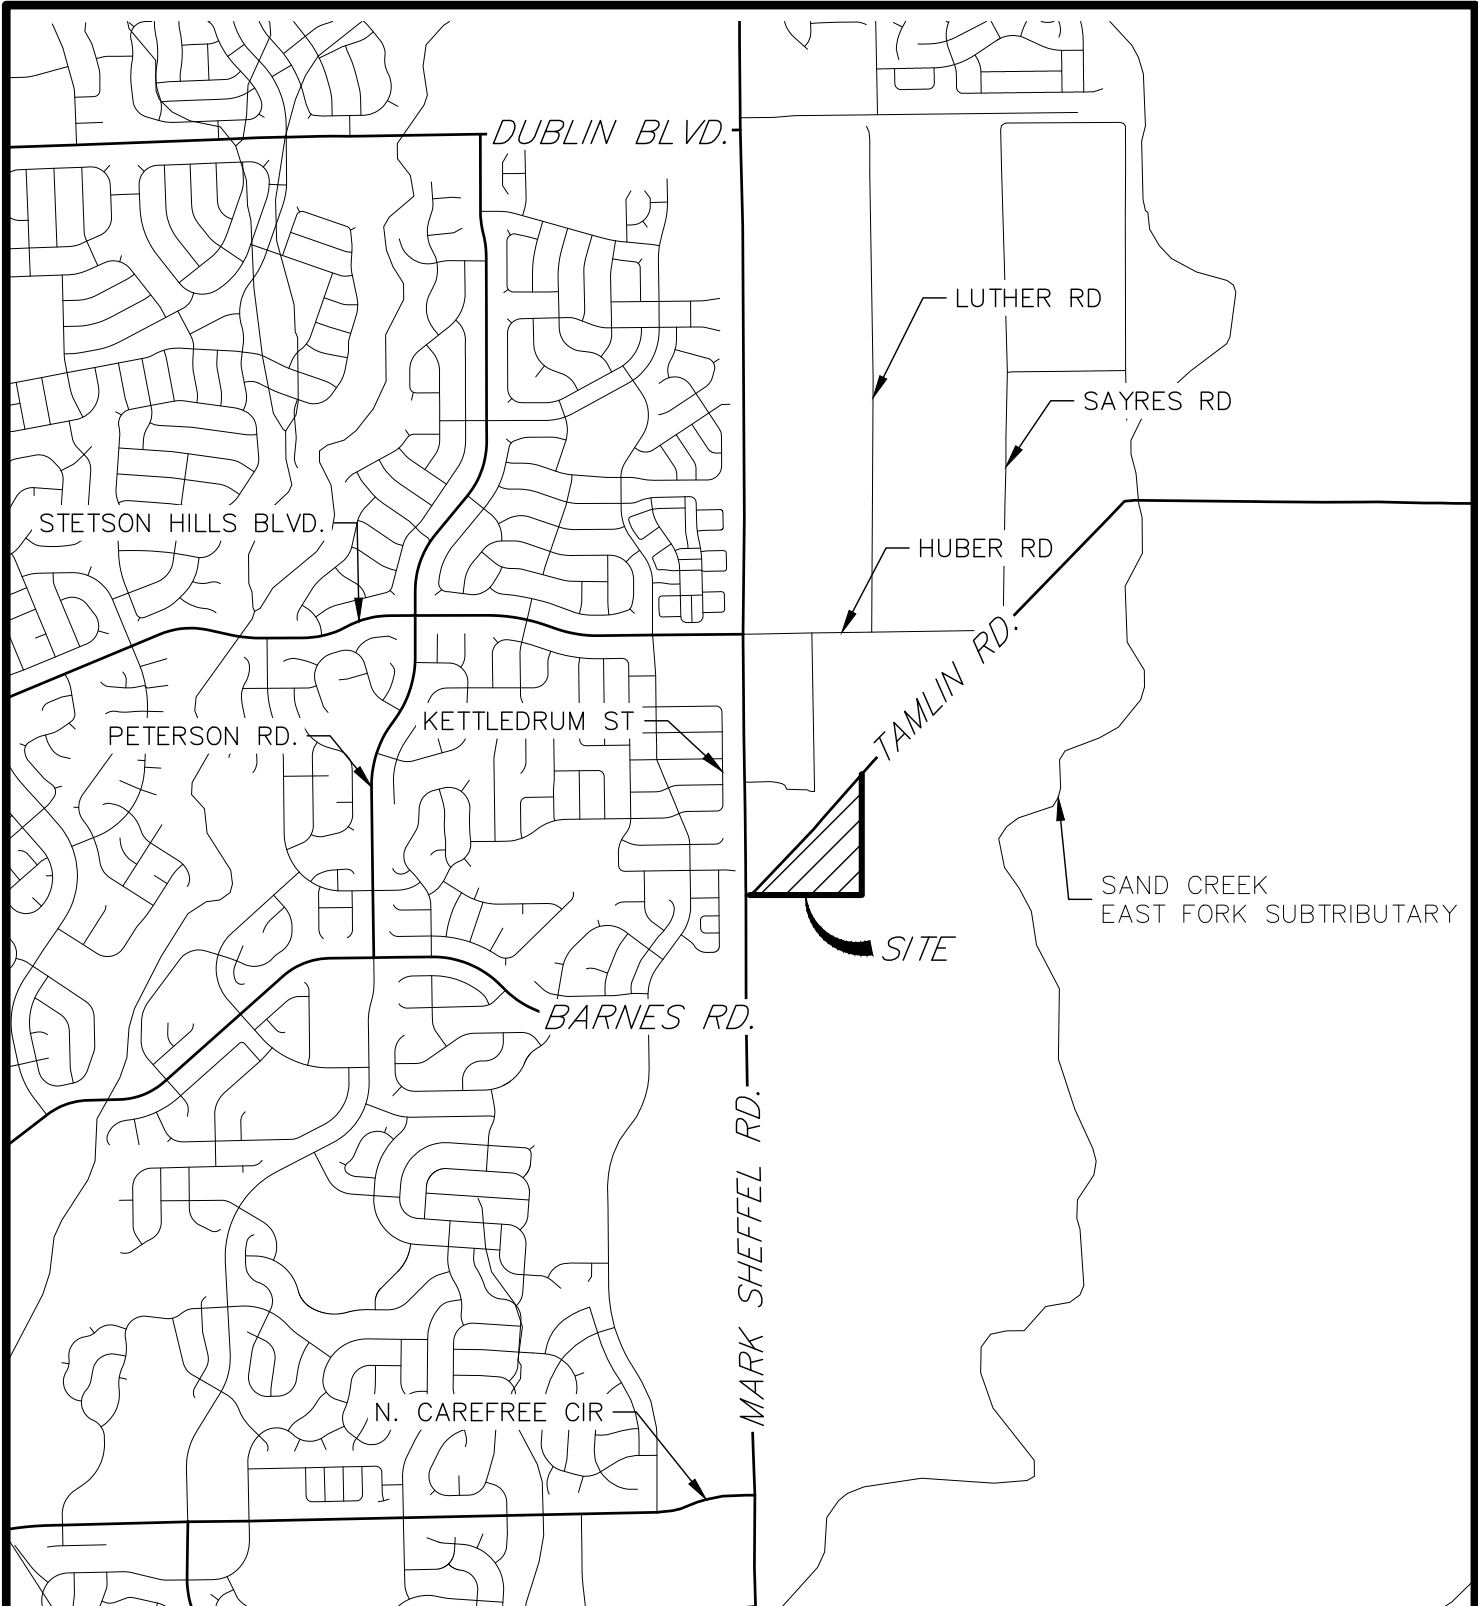 DUBLIN BLVD.
LUTHER RD
SAYRES RD
STETSON HILLS BLVD.
HUBER RD
TAMLIN RD.
KETTLEDRUM ST
PETERSON RD.
SAND CREEK
EAST FORK SUBTRIBUTARY
SITE
BARNES RD.
MARK SHEFFEL RD.
N. CAREFREE CIR